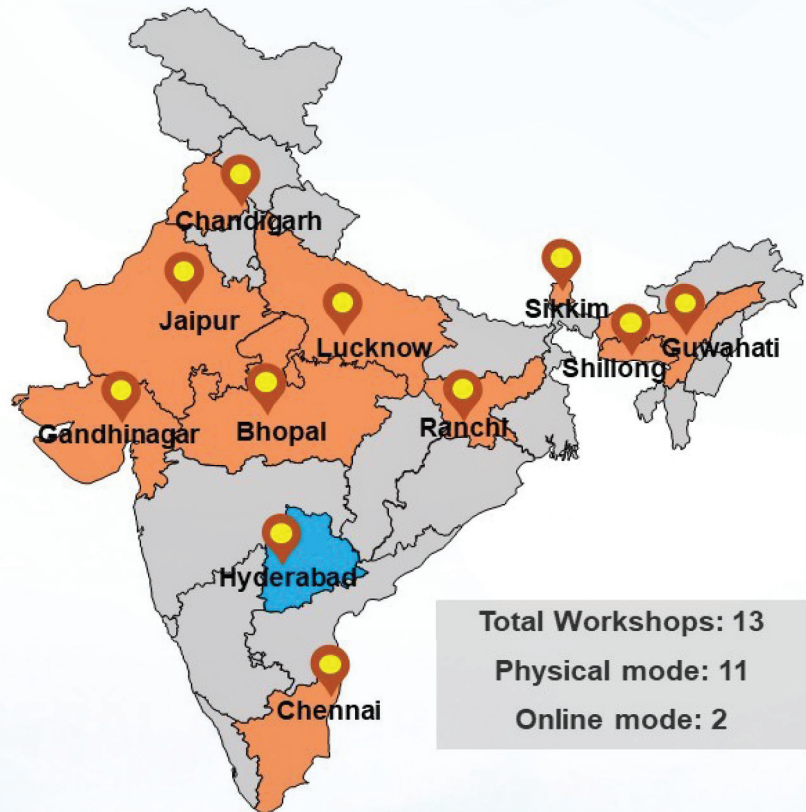 Chandigarh
Jaipur
Lucknow
Sikkim
Shillong
Guwahati
Gandhinagar
Bhopal
Ranchi
Hyderabad
Chennai
Total Workshops: 13
Physical mode: 11
Online mode: 2